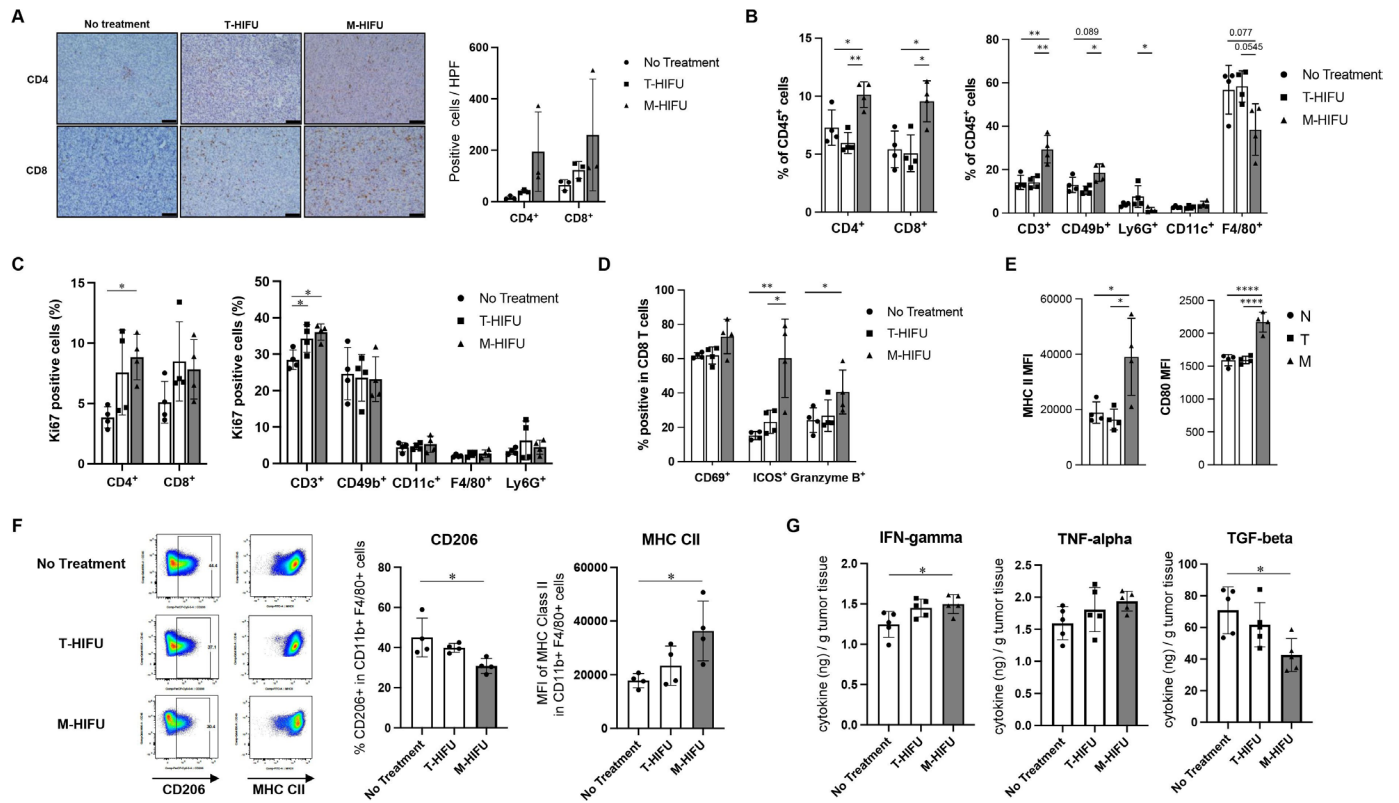 A
No treatment
T-HIFU
M-HIFU
CD4
CD8
Positive cells / HPF
600
400
200
0
CD4+
CD8+
No Treatment
T-HIFU
M-HIFU
B
% of CD45+ cells
15
10
5
0
*
**
*
*
CD4+
CD8+
% of CD45+ cells
80
60
40
20
0
**
**
0.089
*
*
0.077
0.0545
CD3+
CD49b+
Ly6G+
CD11c+
F4/80+
No Treatment
T-HIFU
M-HIFU
C
Ki67 positive cells (%)
15
10
5
0
*
CD4+
CD8+
Ki67 positive cells (%)
50
40
30
20
10
0
*
*
CD3+
CD49b+
CD11c+
F4/80+
Ly6G+
No Treatment
T-HIFU
M-HIFU
D
% positive in CD8 T cells
100
80
60
40
20
0
**
*
*
CD69+
ICOS+
Granzyme B+
No Treatment
T-HIFU
M-HIFU
E
MHC II MFI
60000
40000
20000
0
*
*
CD80 MFI
2500
2000
1500
1000
500
0
****
****
N
T
M
F
No Treatment
T-HIFU
M-HIFU
44.4
37.1
30.4
CD206
MHC CII
CD206
% CD206+ in CD11b+ F4/80+ cells
80
60
40
20
0
*
No Treatment
T-HIFU
M-HIFU
MHC CII
MFI of MHC Class II
in CD11b+ F4/80+ cells
60000
40000
20000
0
*
No Treatment
T-HIFU
M-HIFU
G
IFN-gamma
cytokine (ng) / g tumor tissue
2.0
1.5
1.0
0.5
0.0
*
No Treatment
T-HIFU
M-HIFU
TNF-alpha
cytokine (ng) / g tumor tissue
2.5
2.0
1.5
1.0
0.5
0.0
No Treatment
T-HIFU
M-HIFU
TGF-beta
cytokine (ng) / g tumor tissue
100
80
60
40
20
0
*
No Treatment
T-HIFU
M-HIFU